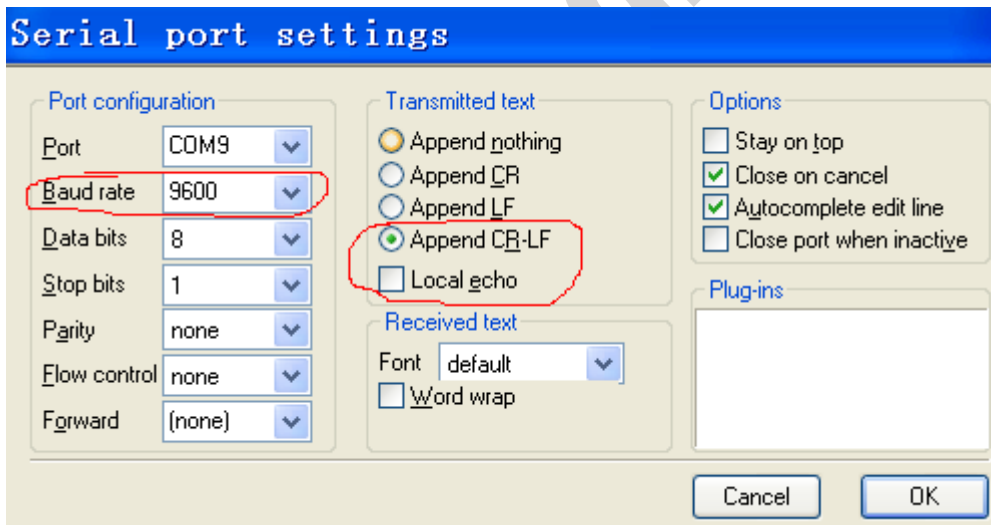 Serial port settings
Port configuration
Port COM9
Baud rate 9600
Data bits 8
Stop bits 1
Parity none
Flow control none
Forward (none)
Transmitted text
Append nothing
Append CR
Append LF
Append CR-LF
Local echo
Received text
Font default
Word wrap
Options
Stay on top
Close on cancel
Autocomplete edit line
Close port when inactive
Plug-ins
Cancel OK